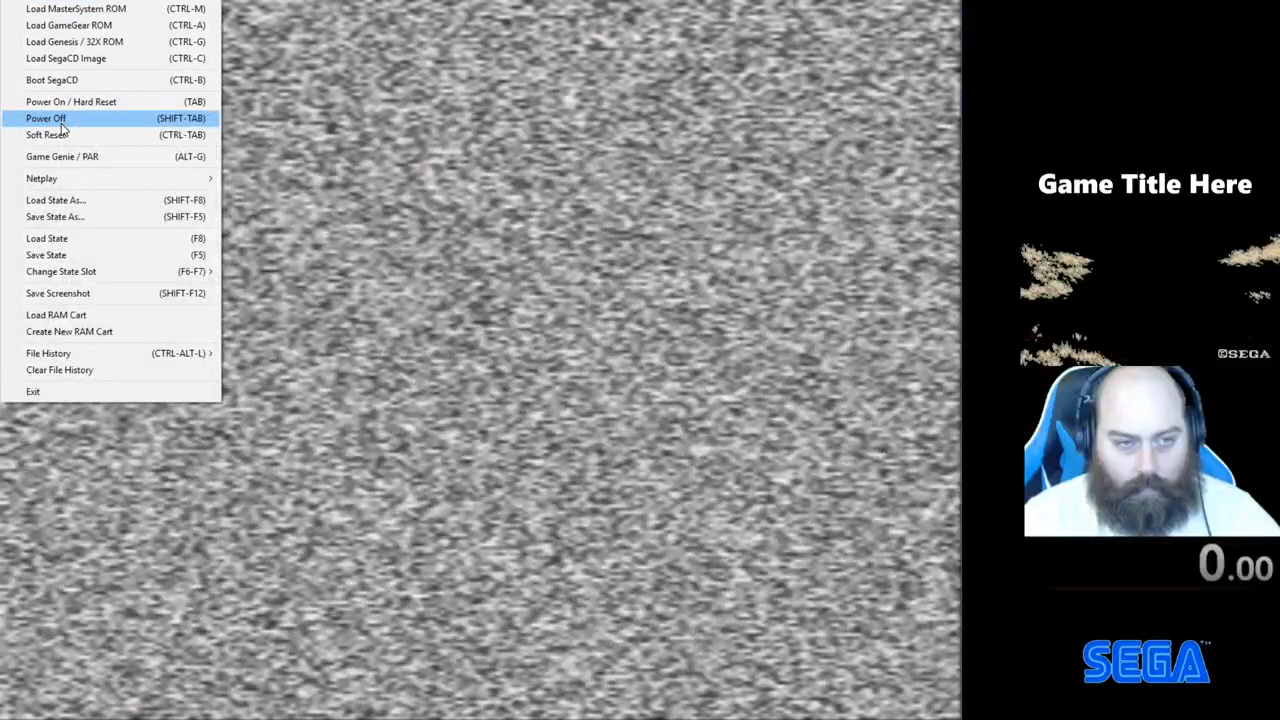 Load MasterSystem ROM (CTRL-M)
Load GameGear ROM (CTRL-A)
Load Genesis / 32X ROM (CTRL-G)
Load SegaCD Image (CTRL-C)
Boot SegaCD (CTRL-B)
Power On / Hard Reset (TAB)
Power Off (SHIFT-TAB)
Soft Reset (CTRL-TAB)
Game Genie / PAR (ALT-G)
Netplay
Load State As... (SHIFT-F8)
Save State As... (SHIFT-F5)
Load State (F8)
Save State (F5)
Change State Slot (F6-F7)
Save Screenshot (SHIFT-F12)
Load RAM Cart
Create New RAM Cart
File History (CTRL-ALT-L)
Clear File History
Exit
Game Title Here
©SEGA
0.00
SEGA™